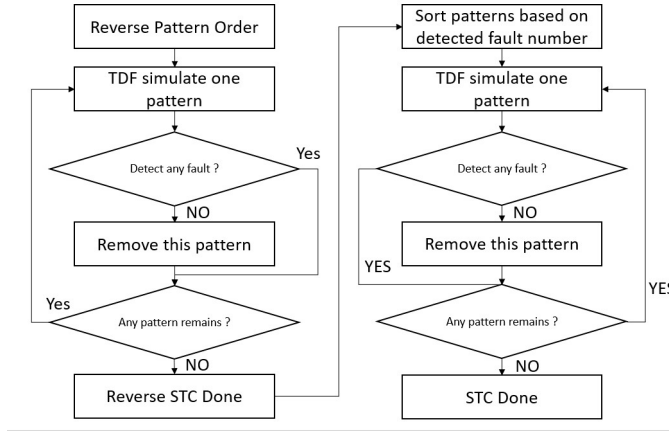 Reverse Pattern Order
TDF simulate one
pattern
Detect any fault ?
Yes
NO
Remove this pattern
Yes
Any pattern remains ?
NO
Reverse STC Done
Sort patterns based on
detected fault number
TDF simulate one
pattern
Detect any fault ?
NO
Remove this pattern
YES
Any pattern remains ?
YES
NO
STC Done